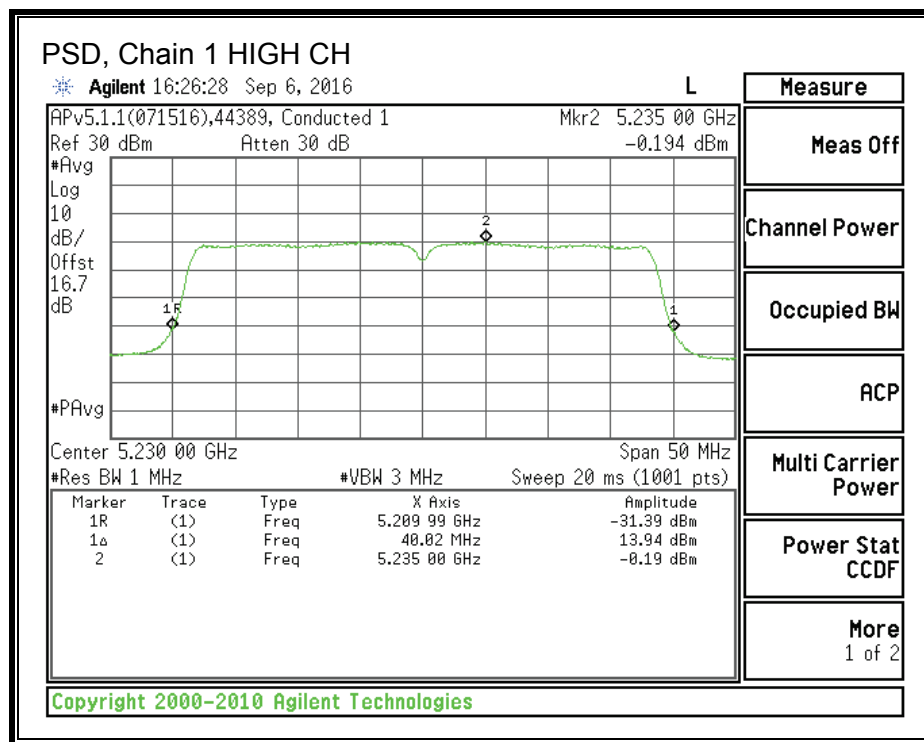 PSD, Chain 1 HIGH CH
Agilent 16:26:28 Sep 6, 2016 L
Measure
APv5.1.1(071516),44389, Conducted 1 Mkr2 5.235 00 GHz
Ref 30 dBm Atten 30 dB -0.194 dBm
Meas Off
#Avg
Log
10
dB/
Offst
16.7
dB
2
1R
1
#PAvg
Channel Power
Occupied BW
ACP
Center 5.230 00 GHz Span 50 MHz
#Res BW 1 MHz #VBW 3 MHz Sweep 20 ms (1001 pts)
Multi Carrier
Power
Marker Trace Type X Axis Amplitude
1R (1) Freq 5.209 99 GHz -31.39 dBm
1Δ (1) Freq 40.02 MHz 13.94 dBm
2 (1) Freq 5.235 00 GHz -0.19 dBm
Power Stat
CCDF
More
1 of 2
Copyright 2000-2010 Agilent Technologies